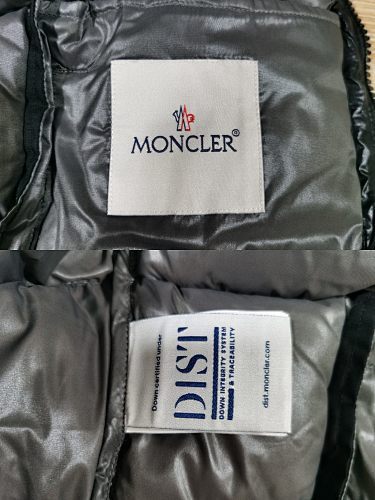 MONCLER®
Down certified under
DIST
DOWN INTEGRITY SYSTEM
& TRACEABILITY
dist.moncler.com